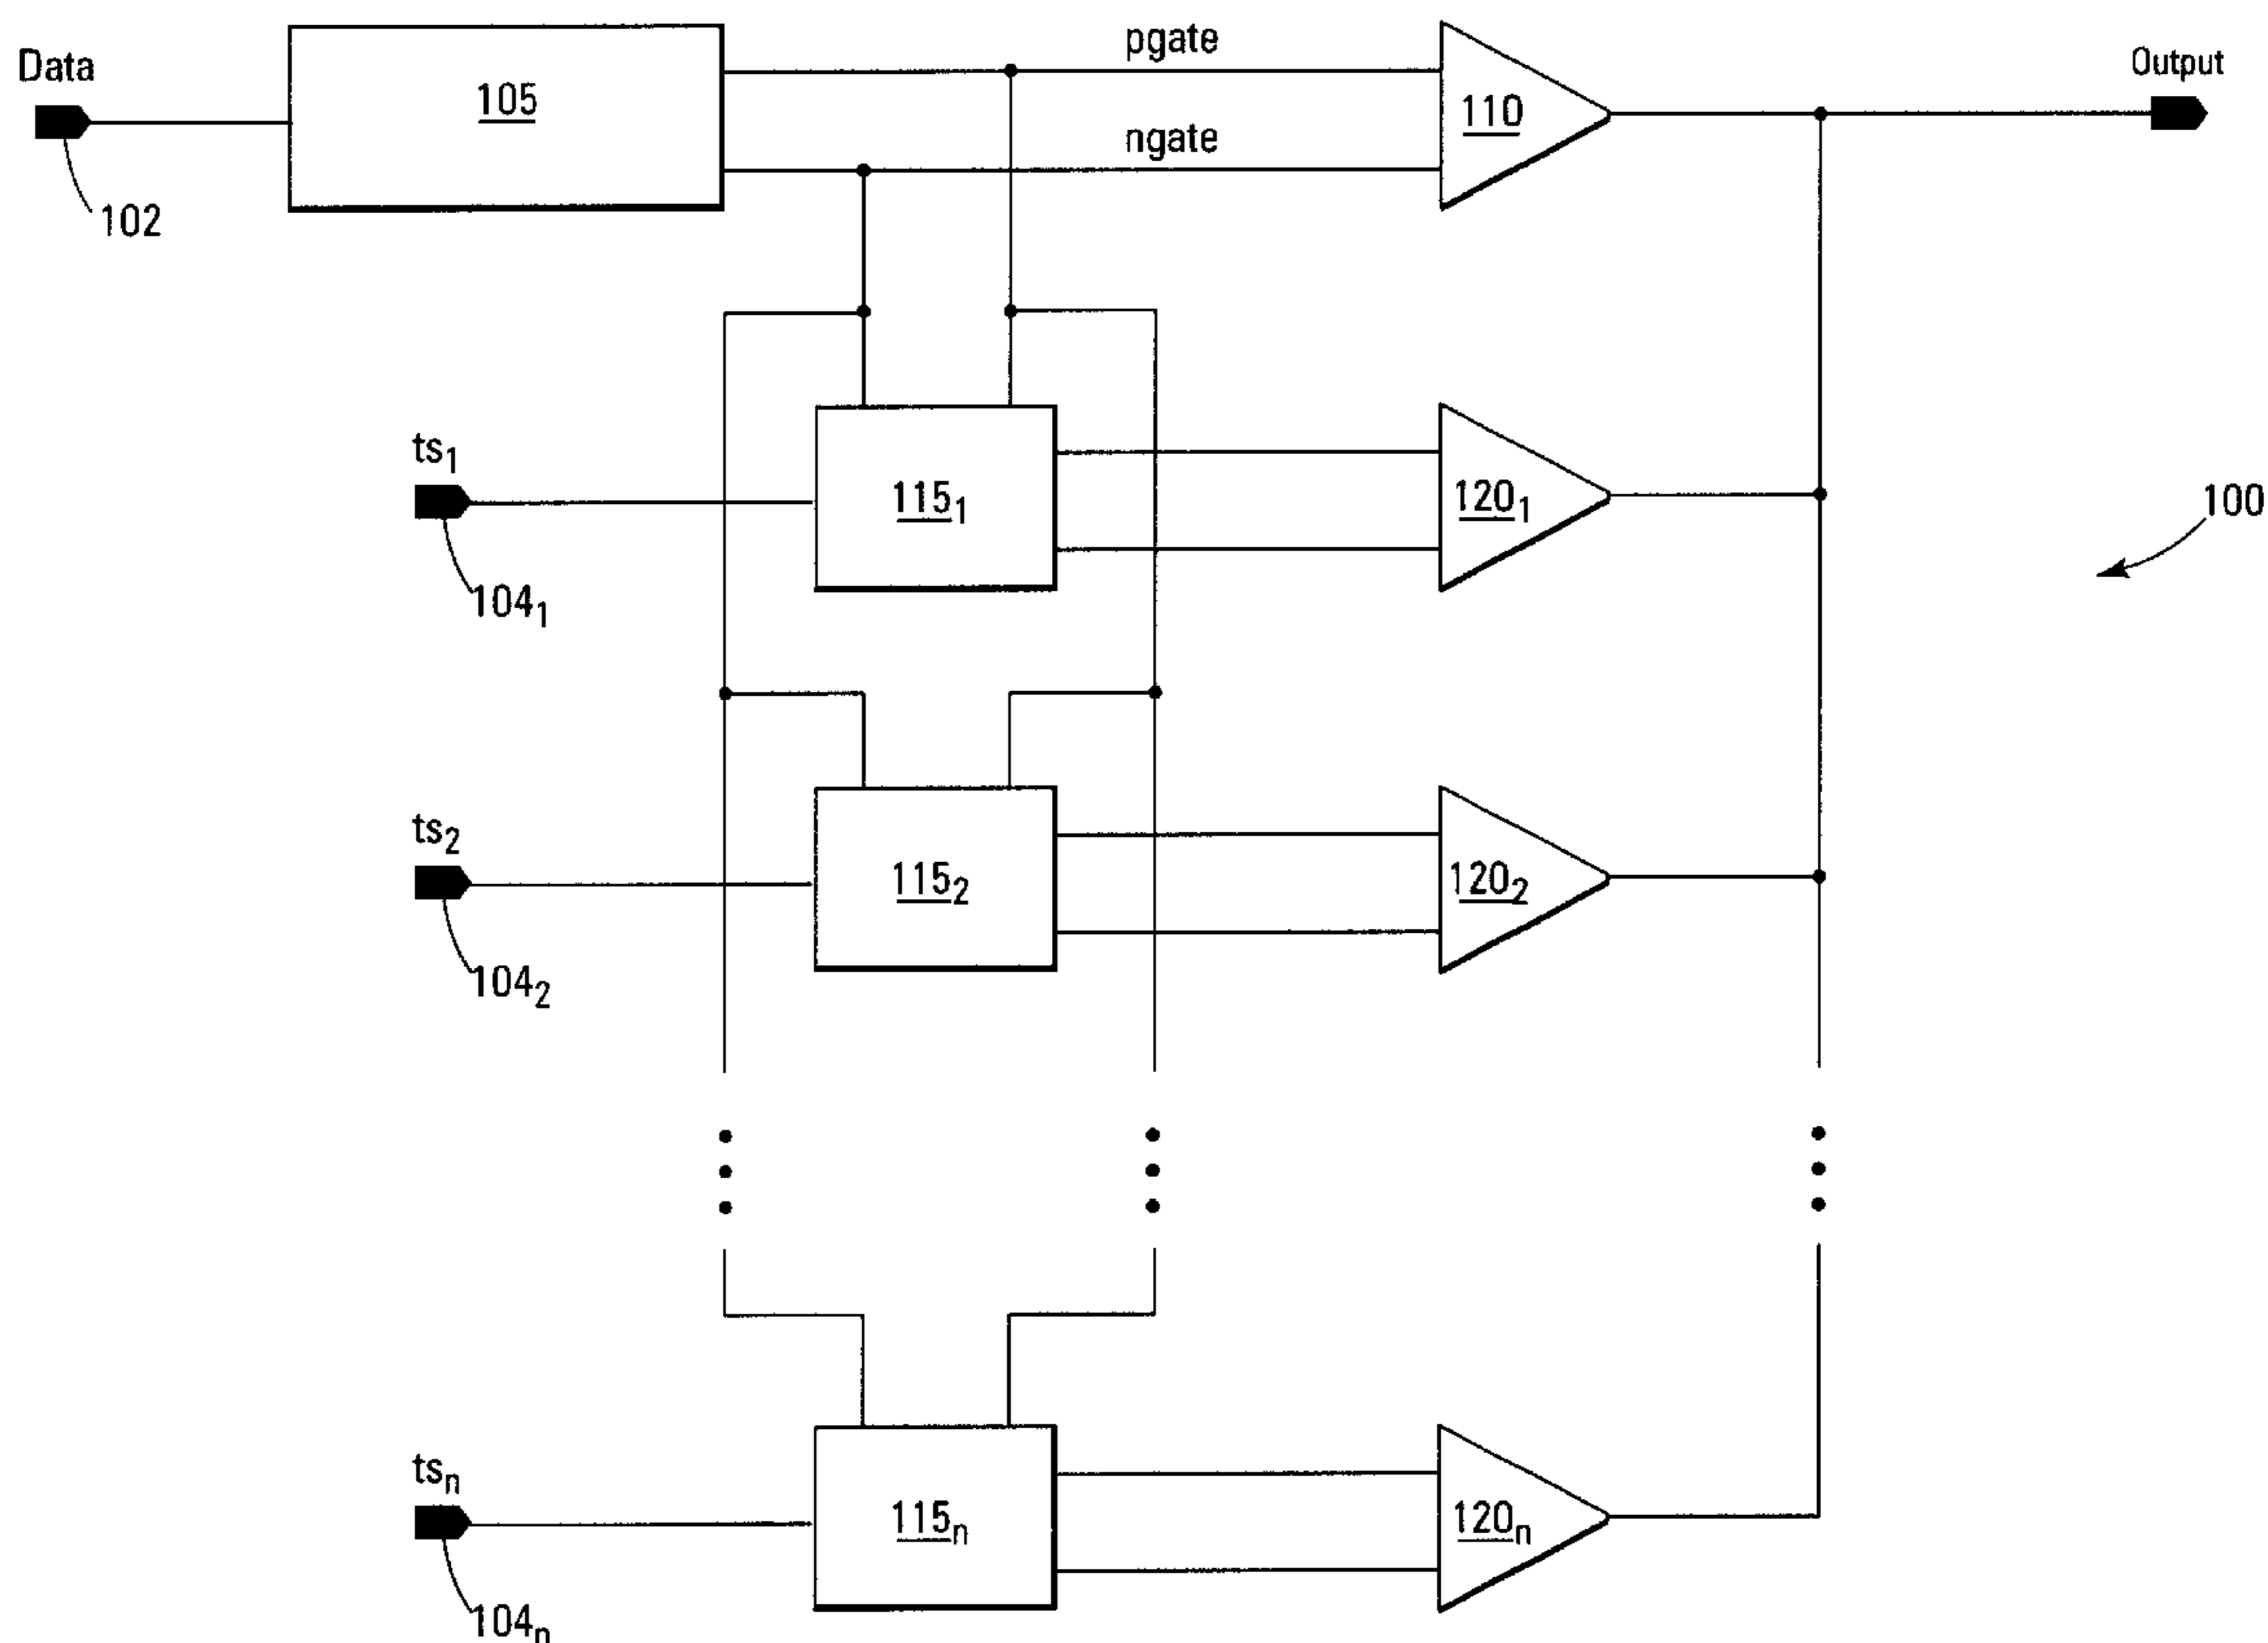 Data
102
105
pgate
ngate
110
Output
ts₁
104₁
115₁
120₁
100
ts₂
104₂
115₂
120₂
tsₙ
104ₙ
115ₙ
120ₙ